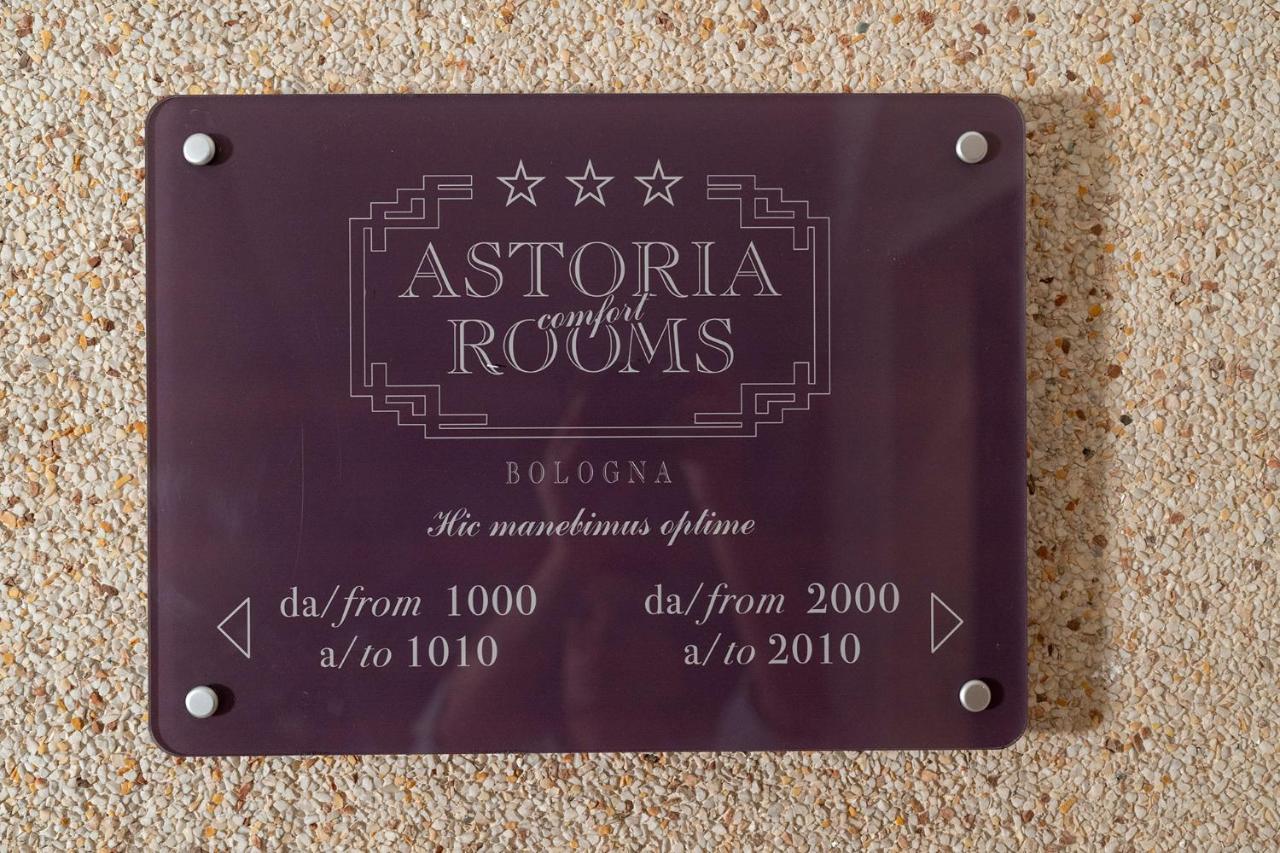 ASTORIA
comfort
ROOMS
BOLOGNA
Hic manebimus optime
da/from 1000
a/to 1010
da/from 2000
a/to 2010